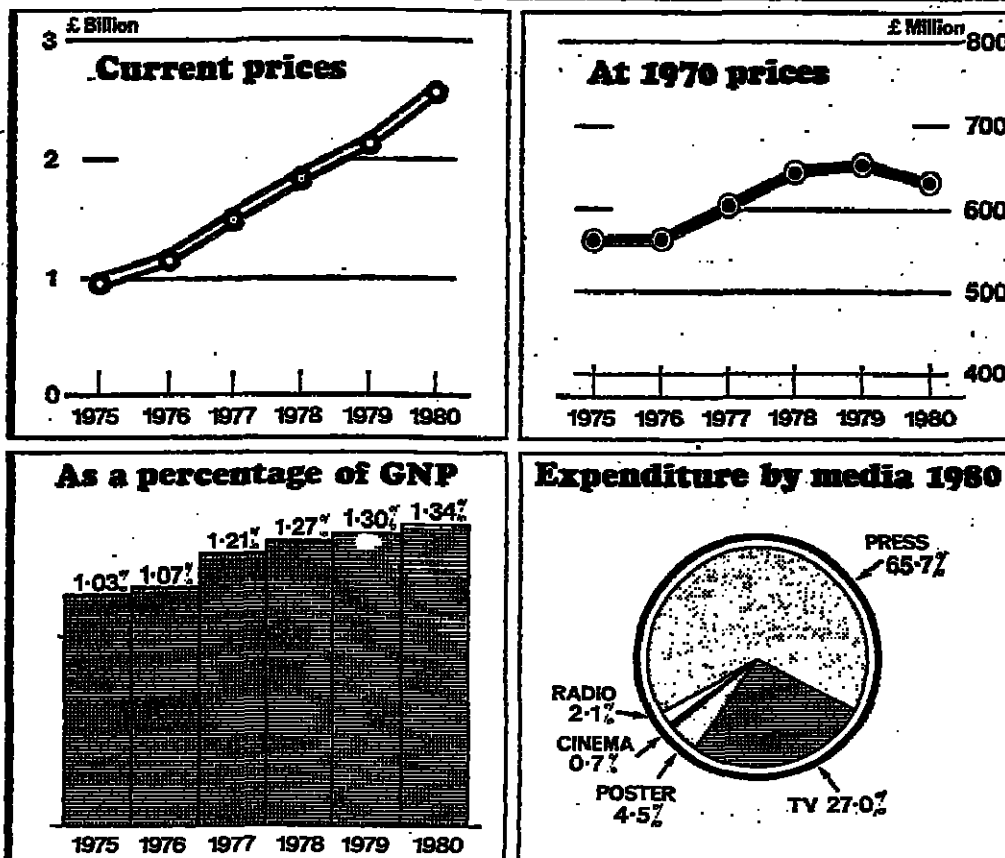 £ Billion
Current prices
3
2
1
0
1975 1976 1977 1978 1979 1980
£ Million
At 1970 prices
800
700
600
500
400
1975 1976 1977 1978 1979 1980
As a percentage of GNP
1·03% 1·07% 1·21% 1·27% 1·30% 1·34%
1975 1976 1977 1978 1979 1980
Expenditure by media 1980
PRESS
65·7%
RADIO
2·1%
CINEMA
0·7%
POSTER
4·5%
TV 27·0%